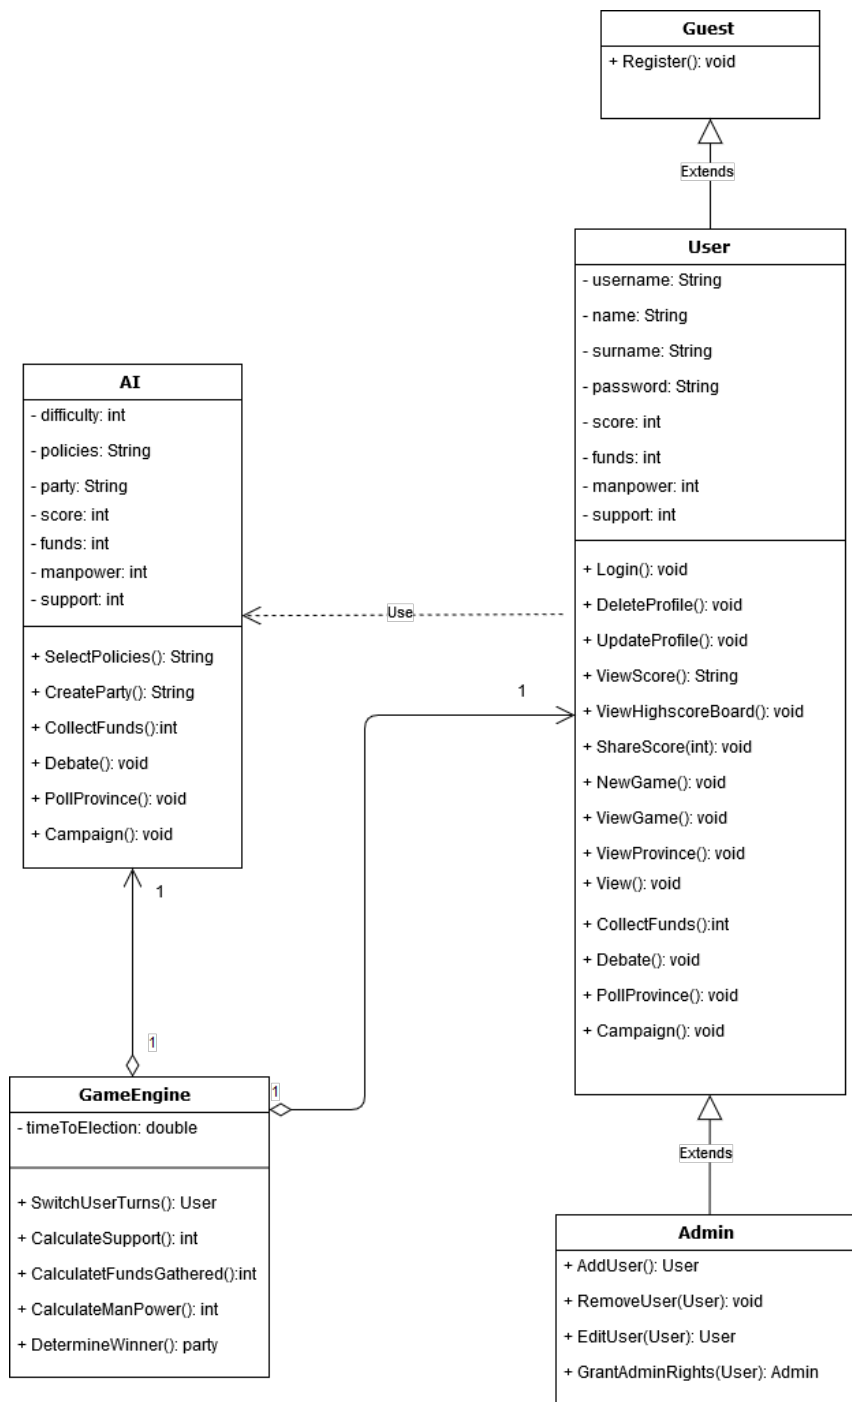 Guest
+ Register(): void
Extends
User
- username: String
- name: String
- surname: String
- password: String
- score: int
- funds: int
- manpower: int
- support: int
+ Login(): void
+ DeleteProfile(): void
+ UpdateProfile(): void
+ ViewScore(): String
+ ViewHighscoreBoard(): void
+ ShareScore(int): void
+ NewGame(): void
+ ViewGame(): void
+ ViewProvince(): void
+ View(): void
+ CollectFunds():int
+ Debate(): void
+ PollProvince(): void
+ Campaign(): void
AI
- difficulty: int
- policies: String
- party: String
- score: int
- funds: int
- manpower: int
- support: int
+ SelectPolicies(): String
+ CreateParty(): String
+ CollectFunds():int
+ Debate(): void
+ PollProvince(): void
+ Campaign(): void
Use
1
1
1
1
GameEngine
- timeToElection: double
+ SwitchUserTurns(): User
+ CalculateSupport(): int
+ CalculatetFundsGathered():int
+ CalculateManPower(): int
+ DetermineWinner(): party
Extends
Admin
+ AddUser(): User
+ RemoveUser(User): void
+ EditUser(User): User
+ GrantAdminRights(User): Admin